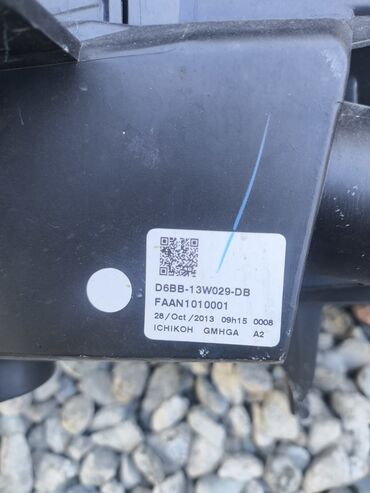 D6BB-13W029-DB
FAAN1010001
28/Oct/2013 09h15 0008
ICHIKOH GMHGA A2